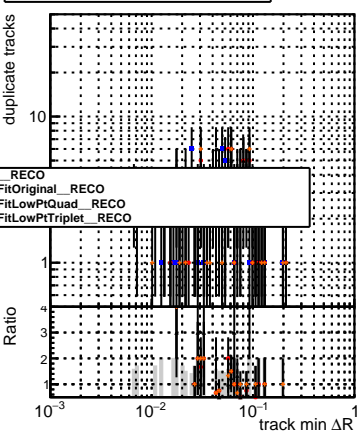 duplicate tracks
10
__RECO
FitOriginal__RECO
FitLowPtQuad__RECO
FitLowPtTriplet__RECO
1
Ratio
4
3
2
1
10⁻³ 10⁻² 10⁻¹ 1
track min ΔR